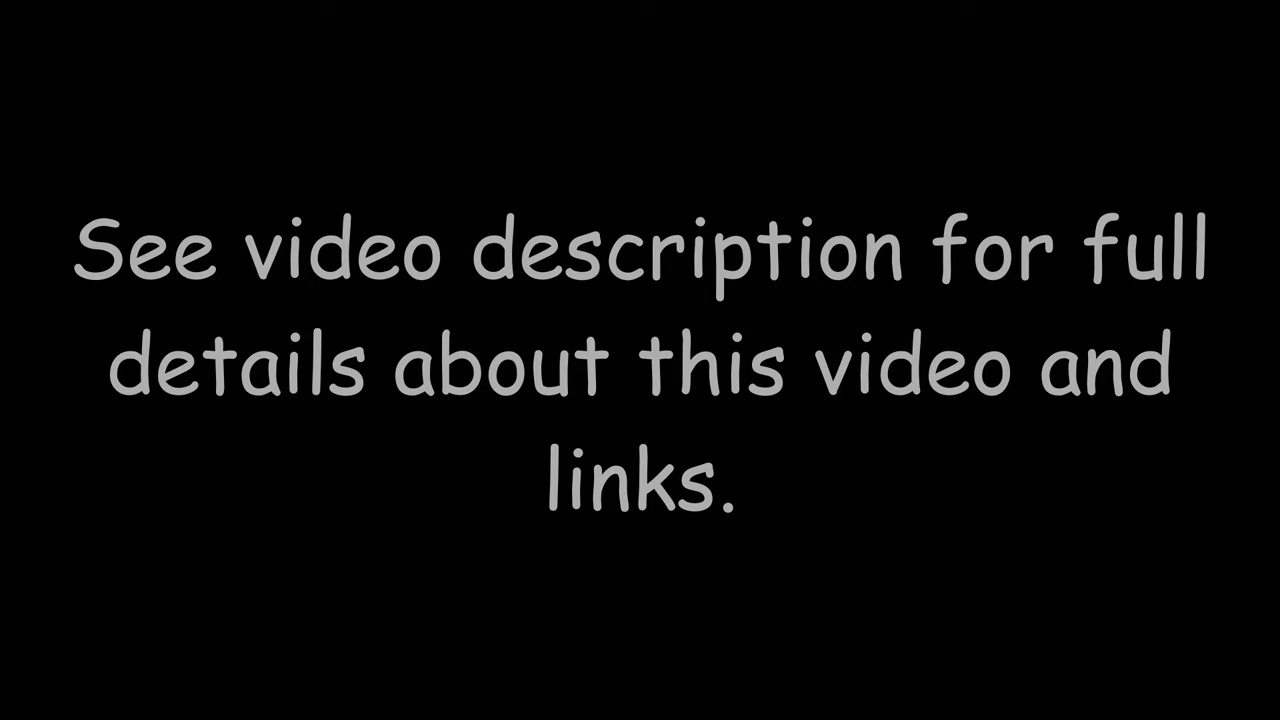 See video description for full
details about this video and
links.